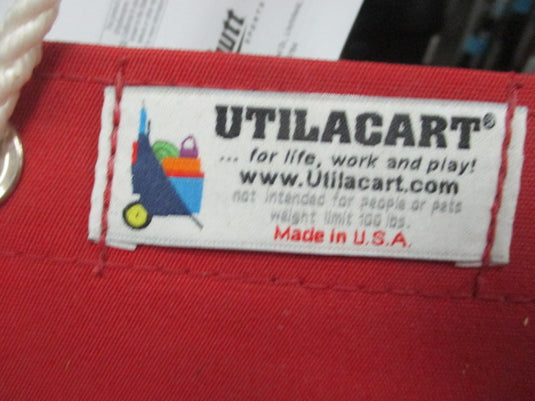 UTILACART®
... for life, work and play!
www.Utilacart.com
not intended for people or pets
weight limit 100 lbs.
Made in U.S.A.